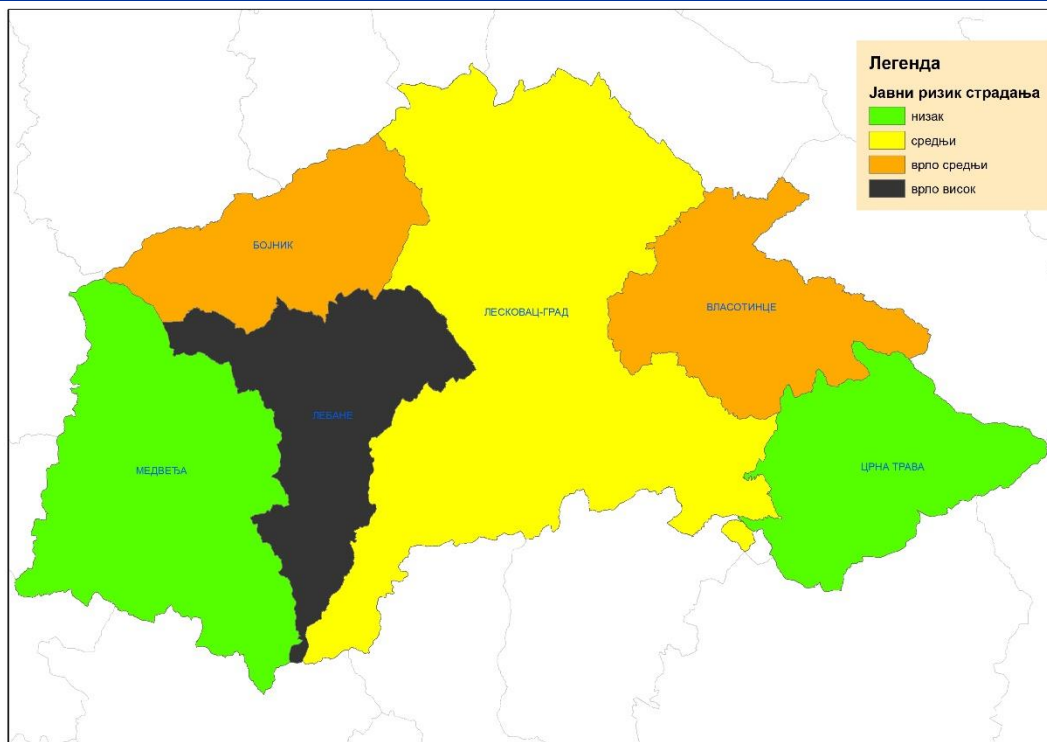 Легенда
Јавни ризик страдања
низак
средњи
врло средњи
врло висок
БОЈНИК
ЛЕСКОВАЦ-ГРАД
ВЛАСОТИНЦЕ
ЛЕБАНЕ
МЕДВЕЂА
ЦРНА ТРАВА